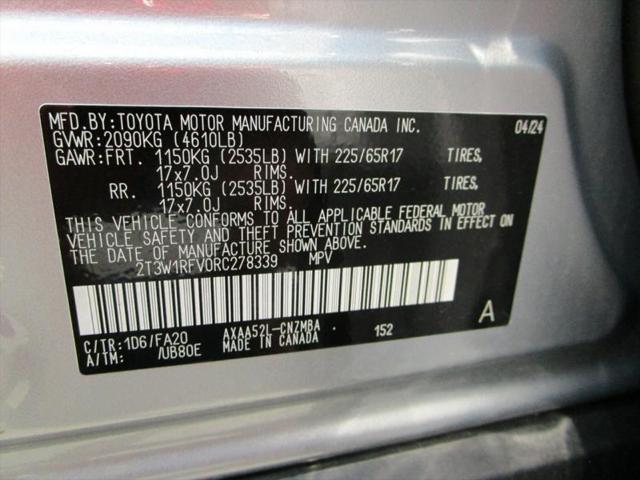 MFD.BY:TOYOTA MOTOR MANUFACTURING CANADA INC. 04/24
GVWR:2090KG (4610LB)
GAWR:FRT. 1150KG (2535LB) WITH 225/65R17 TIRES,
17x7.0J RIMS.
RR. 1150KG (2535LB) WITH 225/65R17 TIRES,
17x7.0J RIMS.
THIS VEHICLE CONFORMS TO ALL APPLICABLE FEDERAL MOTOR
VEHICLE SAFETY AND THEFT PREVENTION STANDARDS IN EFFECT ON
THE DATE OF MANUFACTURE SHOWN ABOVE.
2T3W1RFV0RC278339 MPV
C/TR:1D6/FA20 AXAA52L-CNZMBA 152 A
A/TM: /UB80E MADE IN CANADA